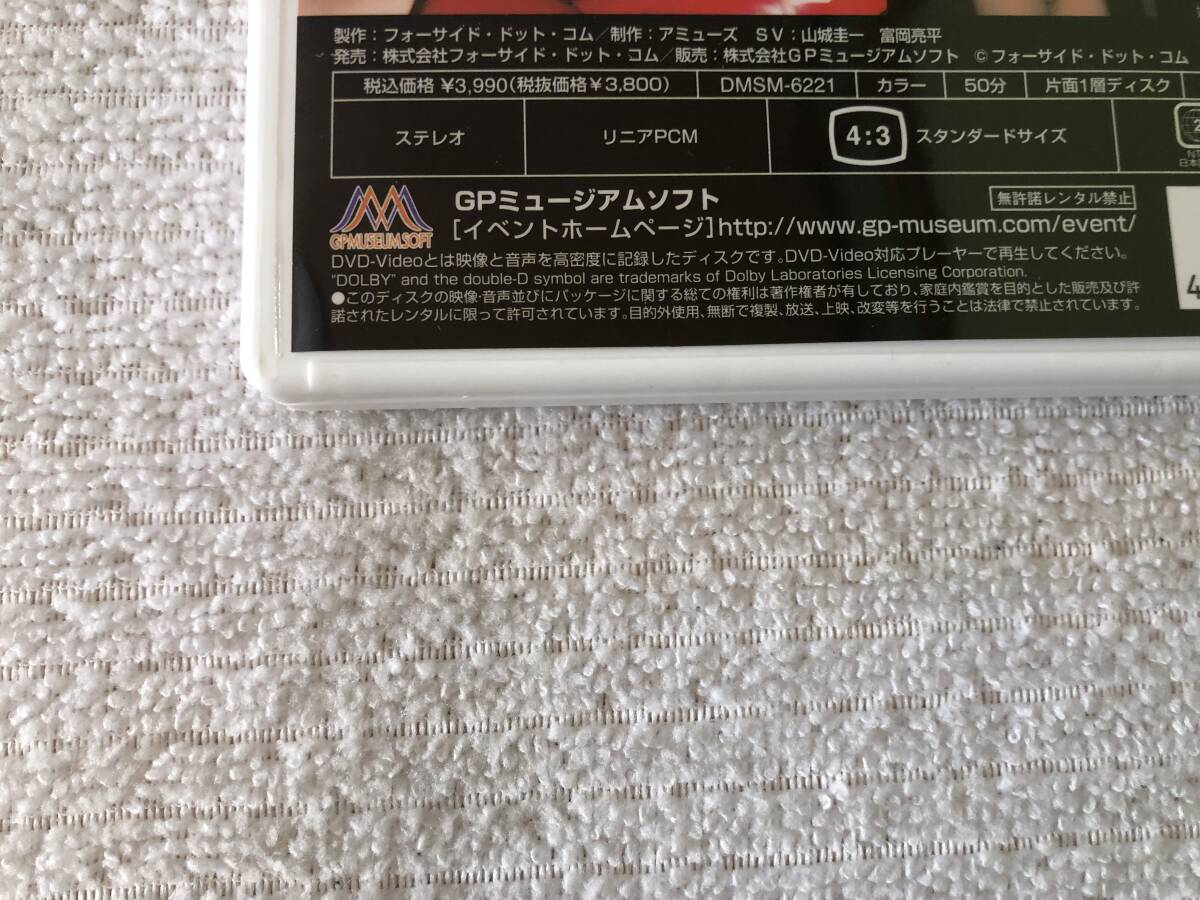 製作：フォーサイド・ドット・コム／制作：アミューズ　SV：山城圭一　富岡亮平
発売：株式会社フォーサイド・ドット・コム／販売：株式会社GPミュージアムソフト　©フォーサイド・ドット・コム
税込価格 ¥3,990(税抜価格¥3,800) DMSM-6221 カラー 50分 片面1層ディスク
ステレオ リニアPCM 4:3 スタンダードサイズ 2
日本
GPミュージアムソフト 無許諾レンタル禁止
GPMUSEUMSOFT [イベントホームページ]http://www.gp-museum.com/event/
DVD-Videoとは映像と音声を高密度に記録したディスクです。DVD-Video対応プレーヤーで再生してください。
"DOLBY" and the double-D symbol are trademarks of Dolby Laboratories Licensing Corporation.
●このディスクの映像・音声並びにパッケージに関する総ての権利は著作権者が有しており、家庭内鑑賞を目的とした販売及び許
諾されたレンタルに限って許可されています。目的外使用、無断で複製、放送、上映、改変等を行うことは法律で禁止されています。
4